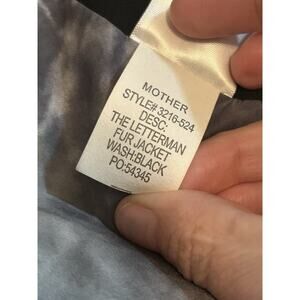 MOTHER
STYLE# 3216-524
DESC:
THE LETTERMAN
FUR JACKET
WASH:BLACK
PO:54345